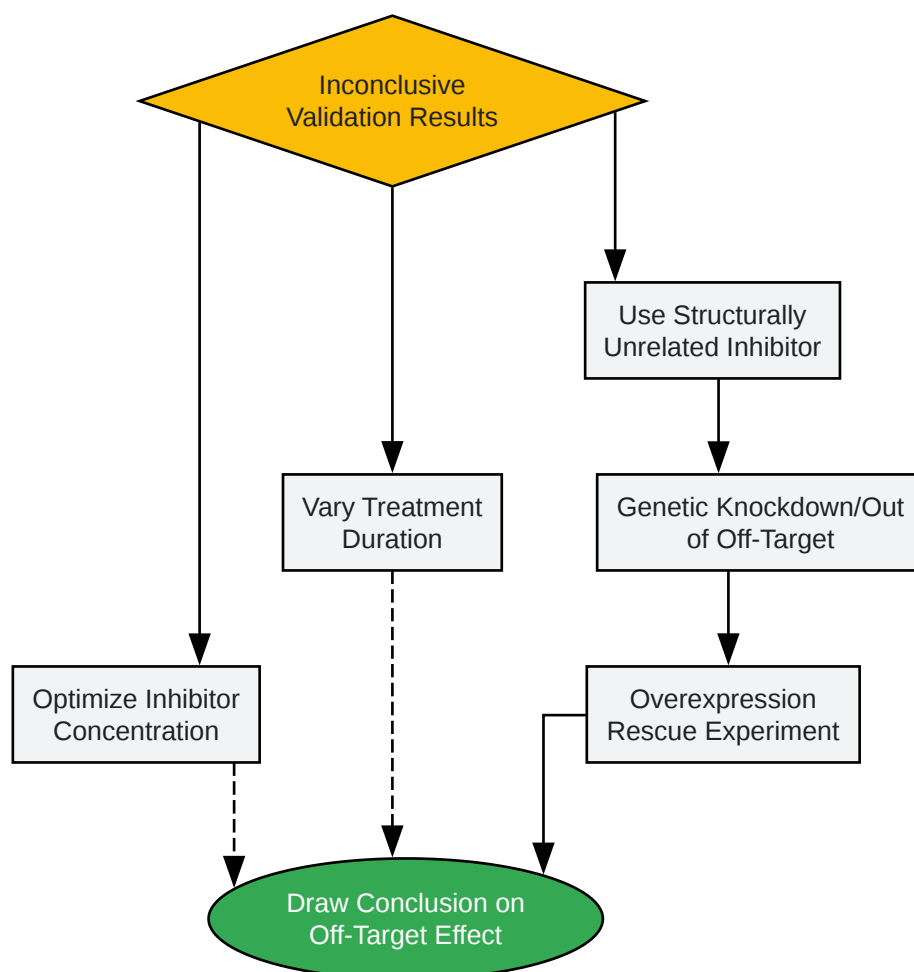 Inconclusive
Validation Results
Use Structurally
Unrelated Inhibitor
Vary Treatment
Duration
Genetic Knockdown/Out
of Off-Target
Optimize Inhibitor
Concentration
Overexpression
Rescue Experiment
Draw Conclusion on
Off-Target Effect